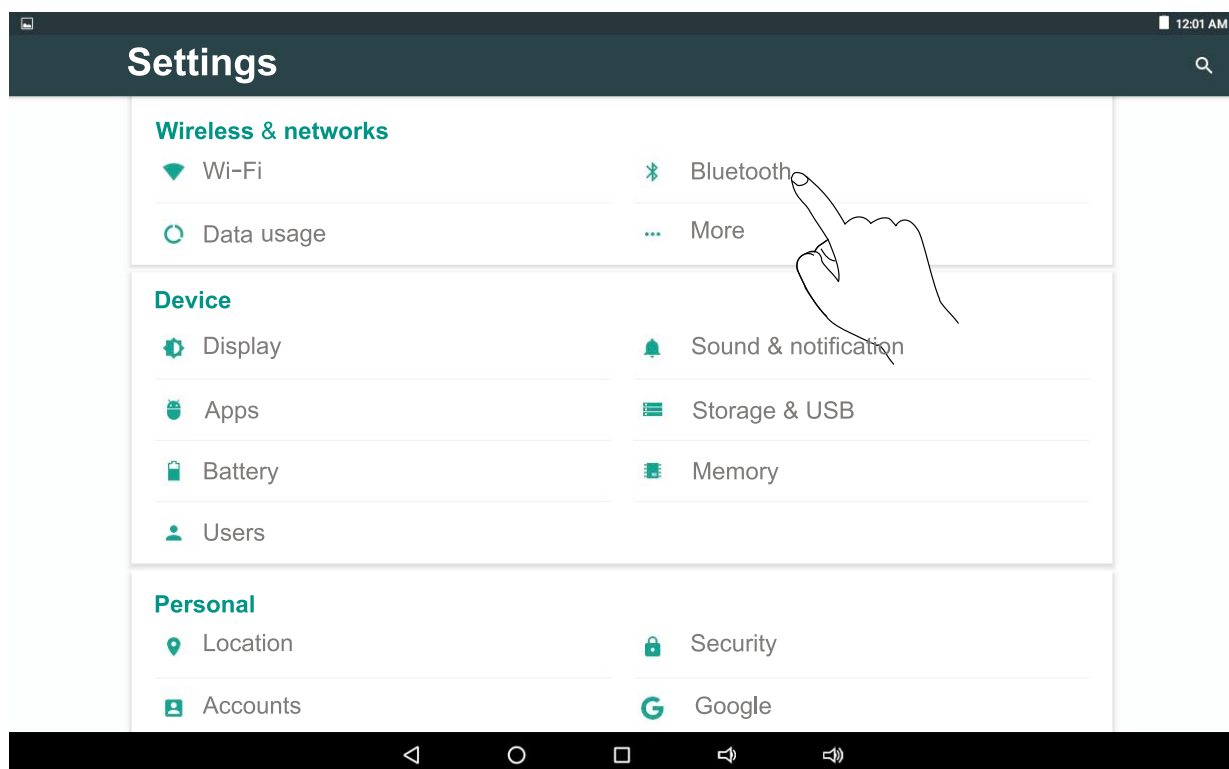 12:01 AM
Settings
Wireless & networks
Wi-Fi
Bluetooth
Data usage
More
Device
Display
Sound & notification
Apps
Storage & USB
Battery
Memory
Users
Personal
Location
Security
Accounts
Google